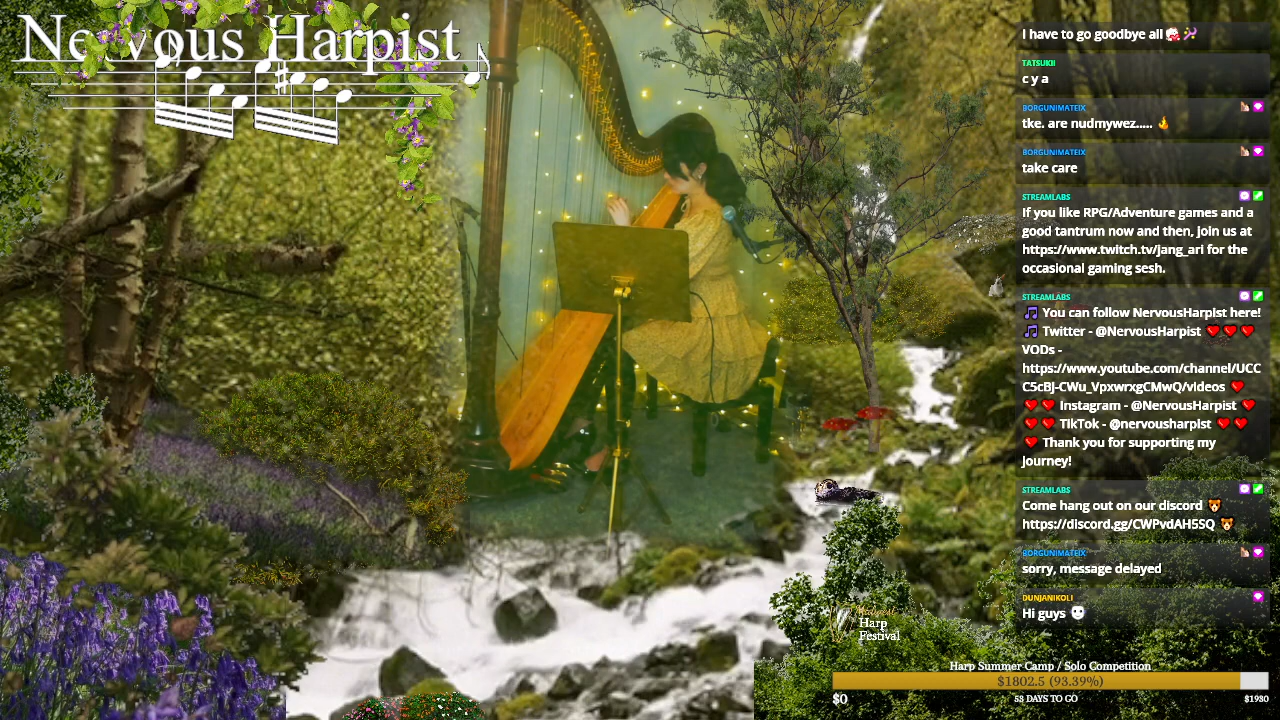 Nervous Harpist
I have to go goodbye all
TATSUKII
c y a
BORGUNIMATEIX
tke. are nudmywez.....
BORGUNIMATEIX
take care
STREAMLABS
If you like RPG/Adventure games and a
good tantrum now and then, join us at
https://www.twitch.tv/jang_ari for the
occasional gaming sesh.
STREAMLABS
You can follow NervousHarpist here!
Twitter - @NervousHarpist
VODs -
https://www.youtube.com/channel/UCC
C5cBJ-CWu_VpxwrxgCMwQ/videos
Instagram - @NervousHarpist
TikTok - @nervousharpist
Thank you for supporting my
journey!
STREAMLABS
Come hang out on our discord
https://discord.gg/CWPvdAH5SQ
BORGUNIMATEIX
sorry, message delayed
DUNJANIKOLI
Hi guys
Harp
Festival
Harp Summer Camp / Solo Competition
$1802.5 (93.39%)
$0
53 DAYS TO GO
$1930